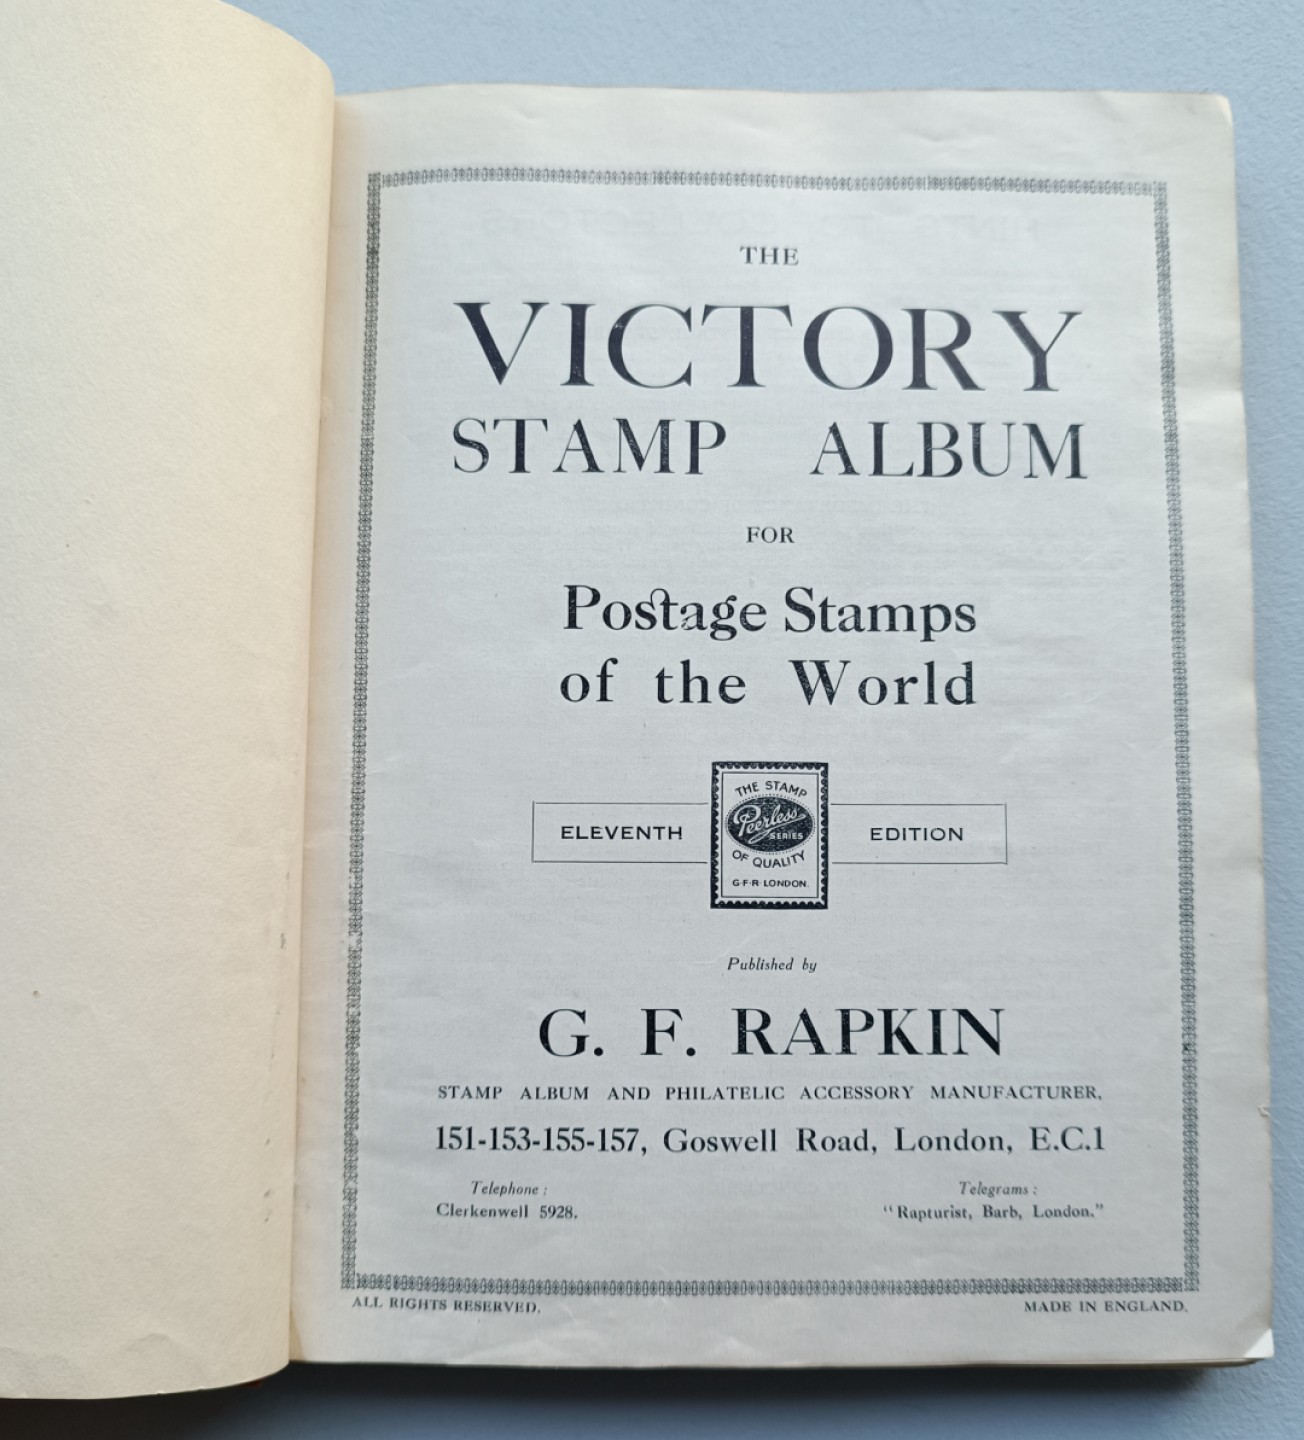 THE
VICTORY
STAMP ALBUM
FOR
Postage Stamps
of the World
THE STAMP
Peerless
SERIES
OF QUALITY
G·F·R·LONDON.
ELEVENTH EDITION
Published by
G. F. RAPKIN
STAMP ALBUM AND PHILATELIC ACCESSORY MANUFACTURER,
151-153-155-157, Goswell Road, London, E.C.1
Telephone : Telegrams :
Clerkenwell 5928. "Rapturist, Barb, London."
ALL RIGHTS RESERVED. MADE IN ENGLAND.